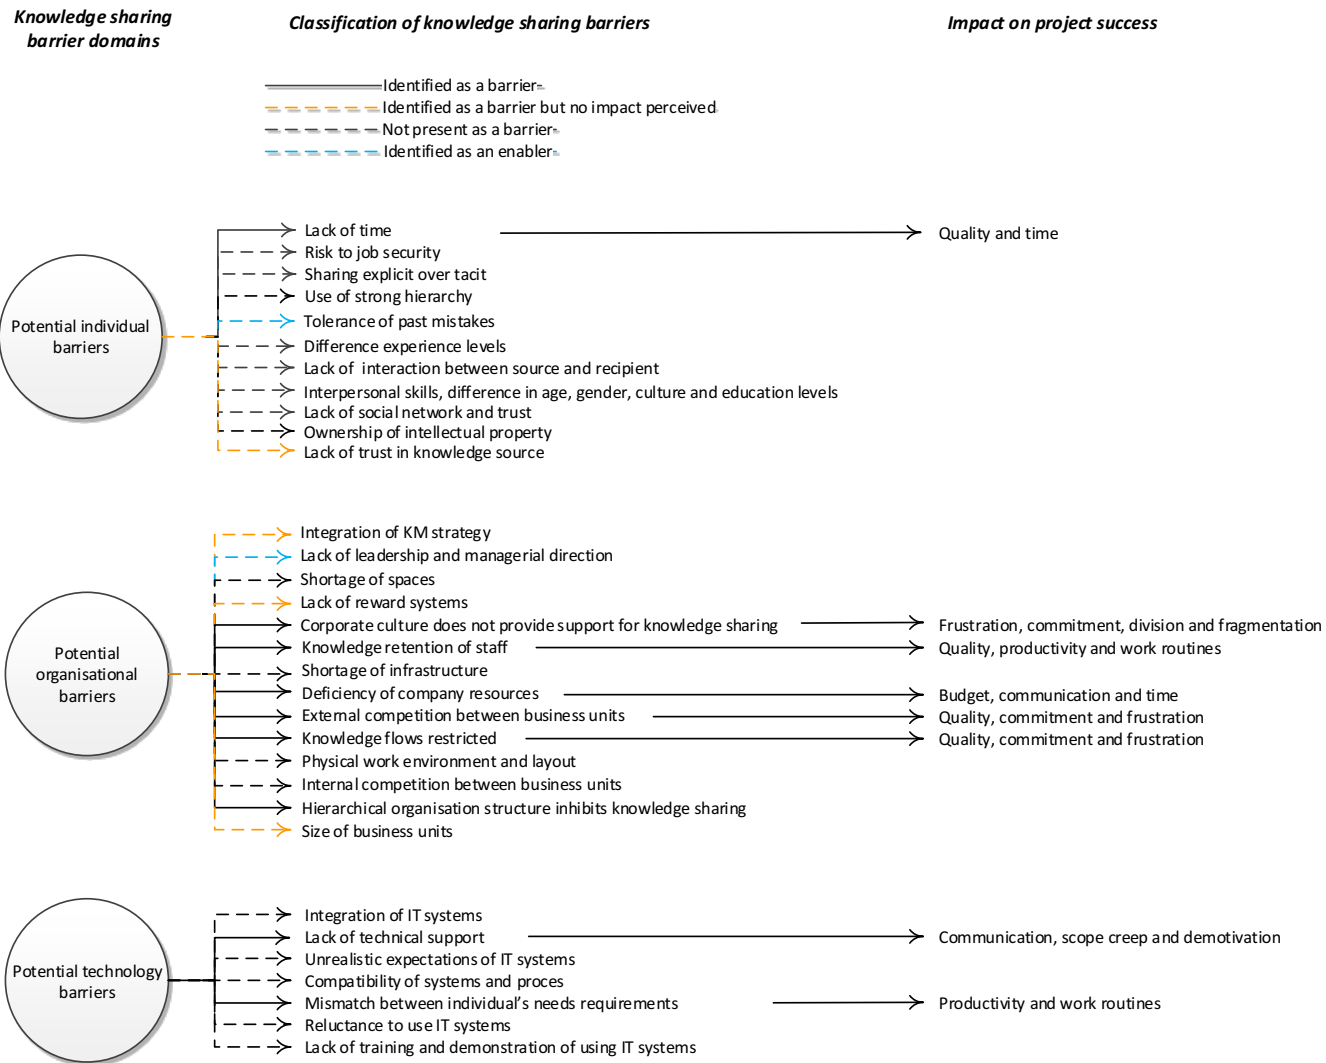 Knowledge sharing
barrier domains
Classification of knowledge sharing barriers
Impact on project success
Identified as a barrier
Identified as a barrier but no impact perceived
Not present as a barrier
Identified as an enabler
Potential individual
barriers
Lack of time
Quality and time
Risk to job security
Sharing explicit over tacit
Use of strong hierarchy
Tolerance of past mistakes
Difference experience levels
Lack of interaction between source and recipient
Interpersonal skills, difference in age, gender, culture and education levels
Lack of social network and trust
Ownership of intellectual property
Lack of trust in knowledge source
Potential
organisational
barriers
Integration of KM strategy
Lack of leadership and managerial direction
Shortage of spaces
Lack of reward systems
Corporate culture does not provide support for knowledge sharing
Frustration, commitment, division and fragmentation
Knowledge retention of staff
Quality, productivity and work routines
Shortage of infrastructure
Deficiency of company resources
Budget, communication and time
External competition between business units
Quality, commitment and frustration
Knowledge flows restricted
Quality, commitment and frustration
Physical work environment and layout
Internal competition between business units
Hierarchical organisation structure inhibits knowledge sharing
Size of business units
Potential technology
barriers
Integration of IT systems
Lack of technical support
Communication, scope creep and demotivation
Unrealistic expectations of IT systems
Compatibility of systems and proces
Mismatch between individual's needs requirements
Productivity and work routines
Reluctance to use IT systems
Lack of training and demonstration of using IT systems